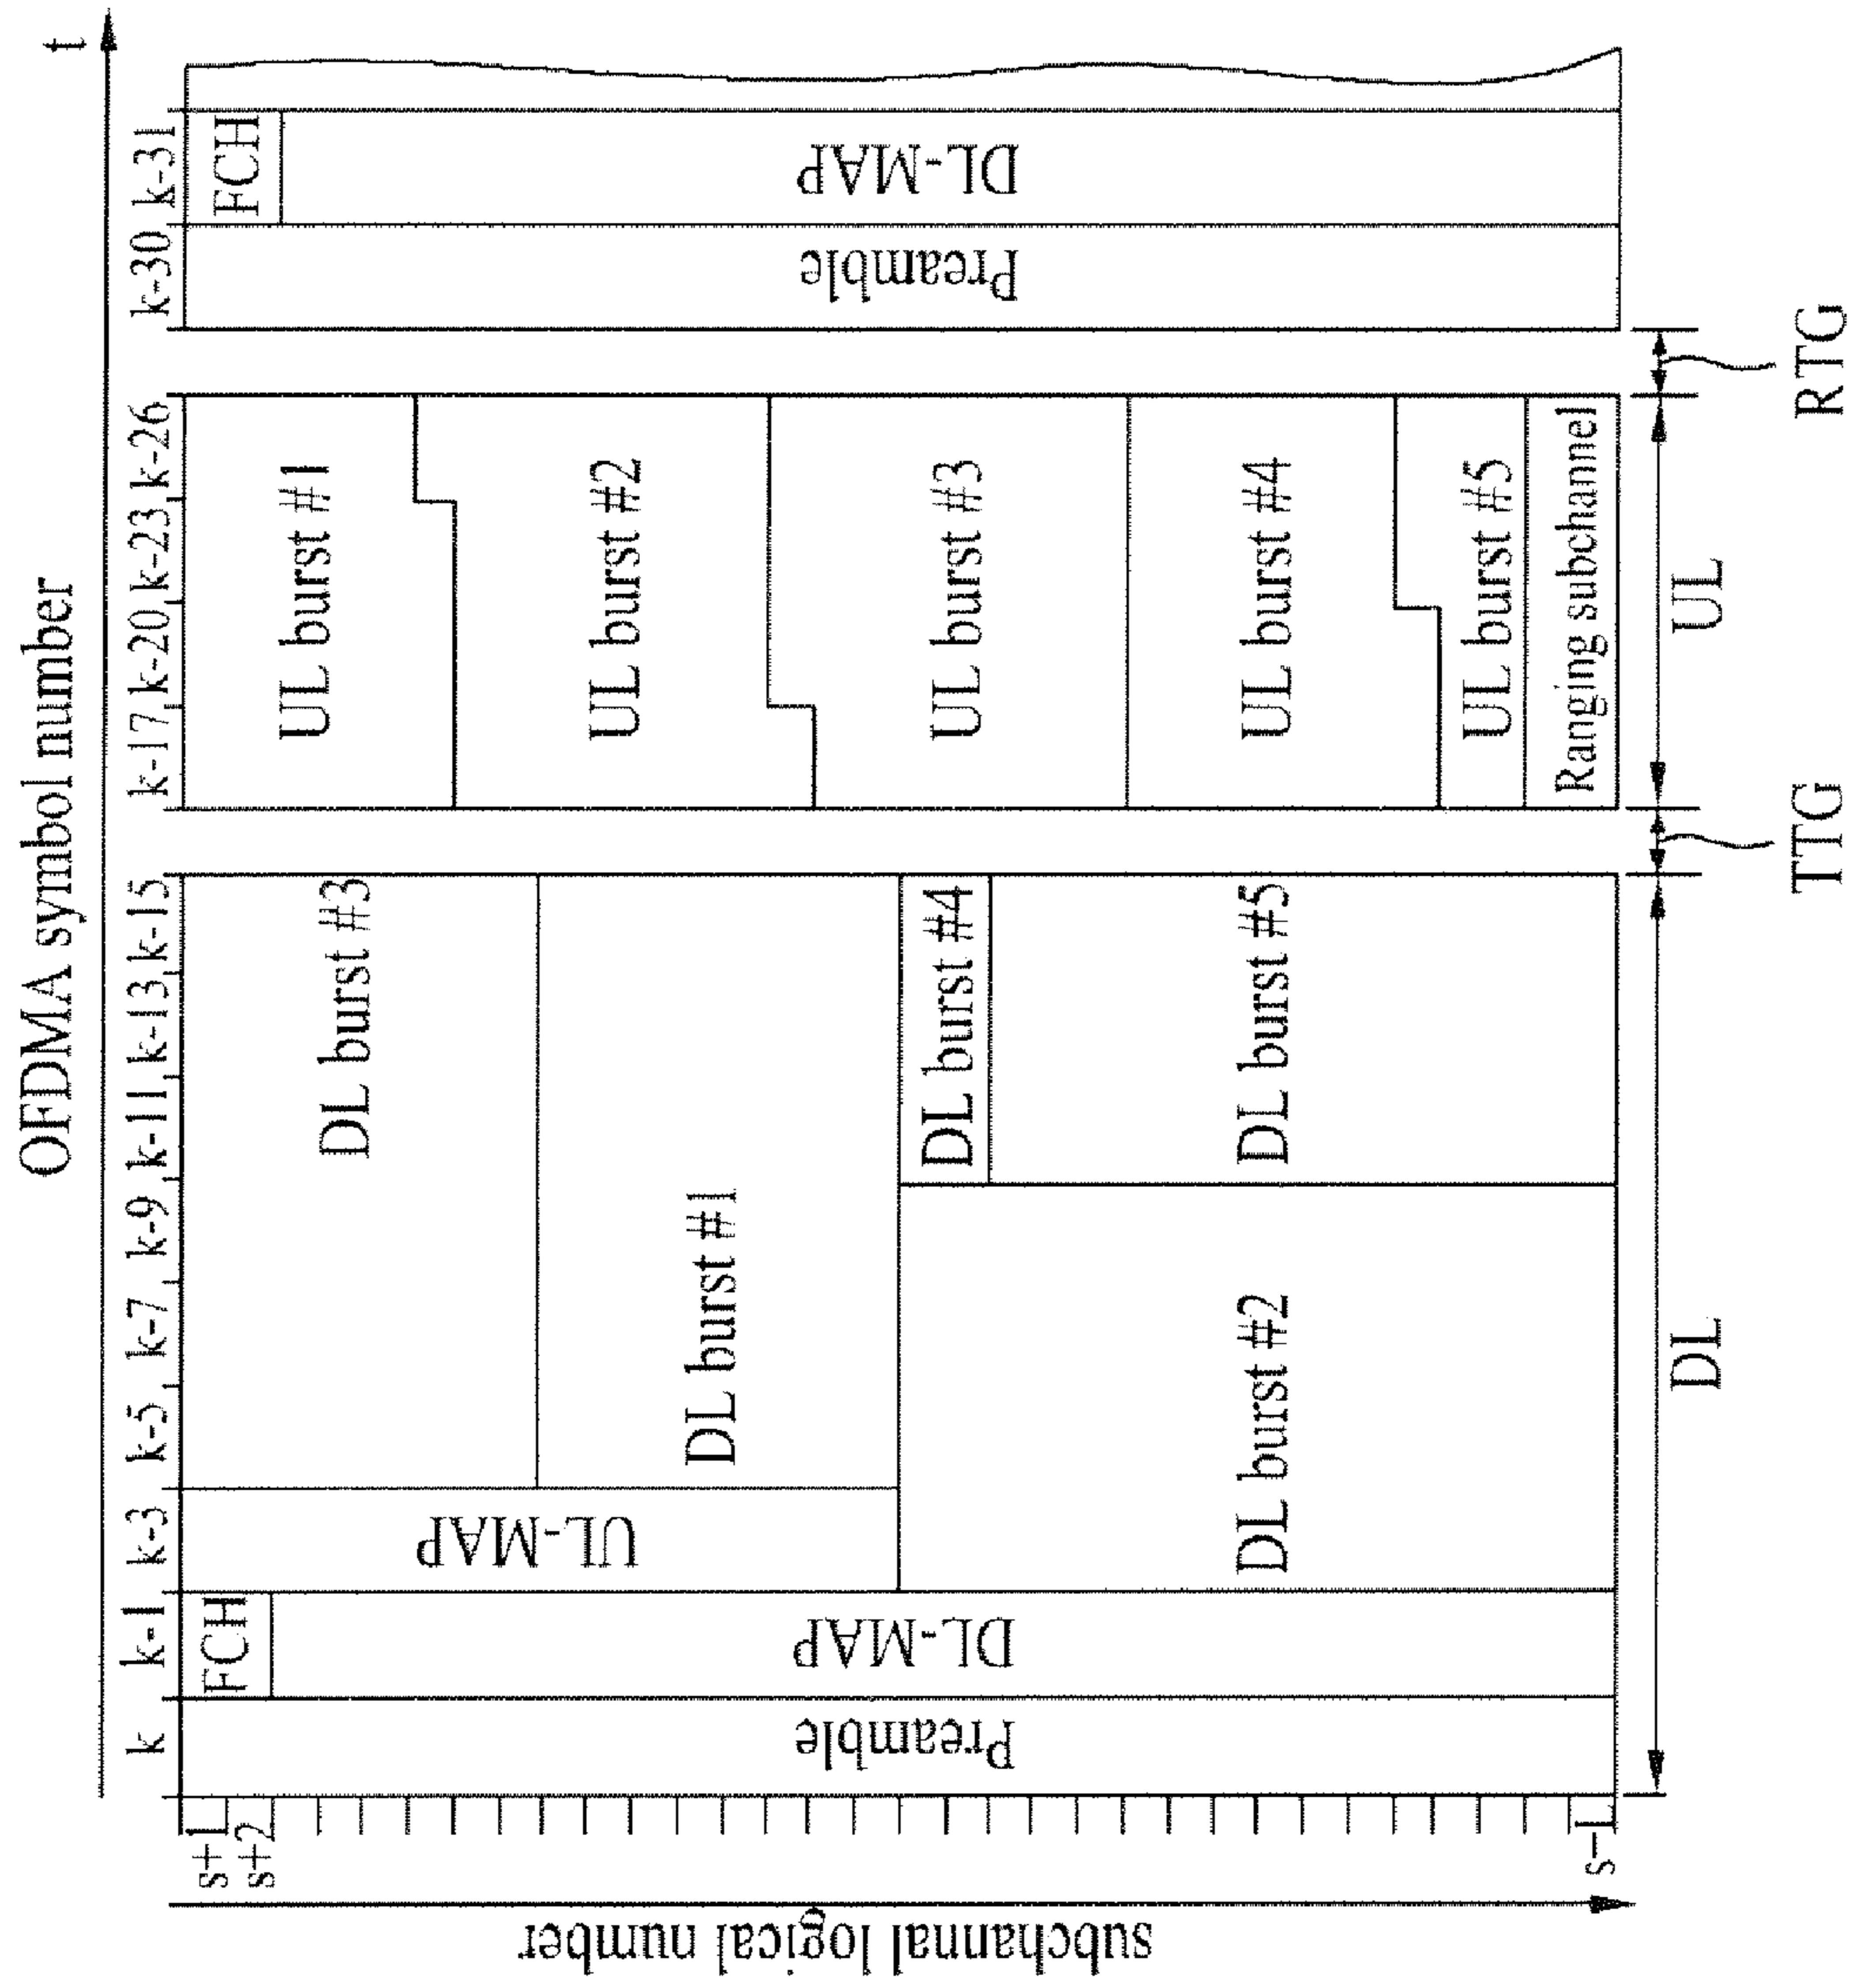 OFDMA symbol number
t
k
k-1
k-3
k-5
k-7
k-9
k-11
k-13
k-15
k-17
k-20
k-23
k-26
k-30
k-31
s+1
s+2
s-L
subchannal logical number
Preamble
FCH
DL-MAP
UL-MAP
DL burst #3
DL burst #1
DL burst #2
DL burst #4
DL burst #5
UL burst #1
UL burst #2
UL burst #3
UL burst #4
UL burst #5
Ranging subchannel
Preamble
FCH
DL-MAP
DL
TTG
UL
RTG